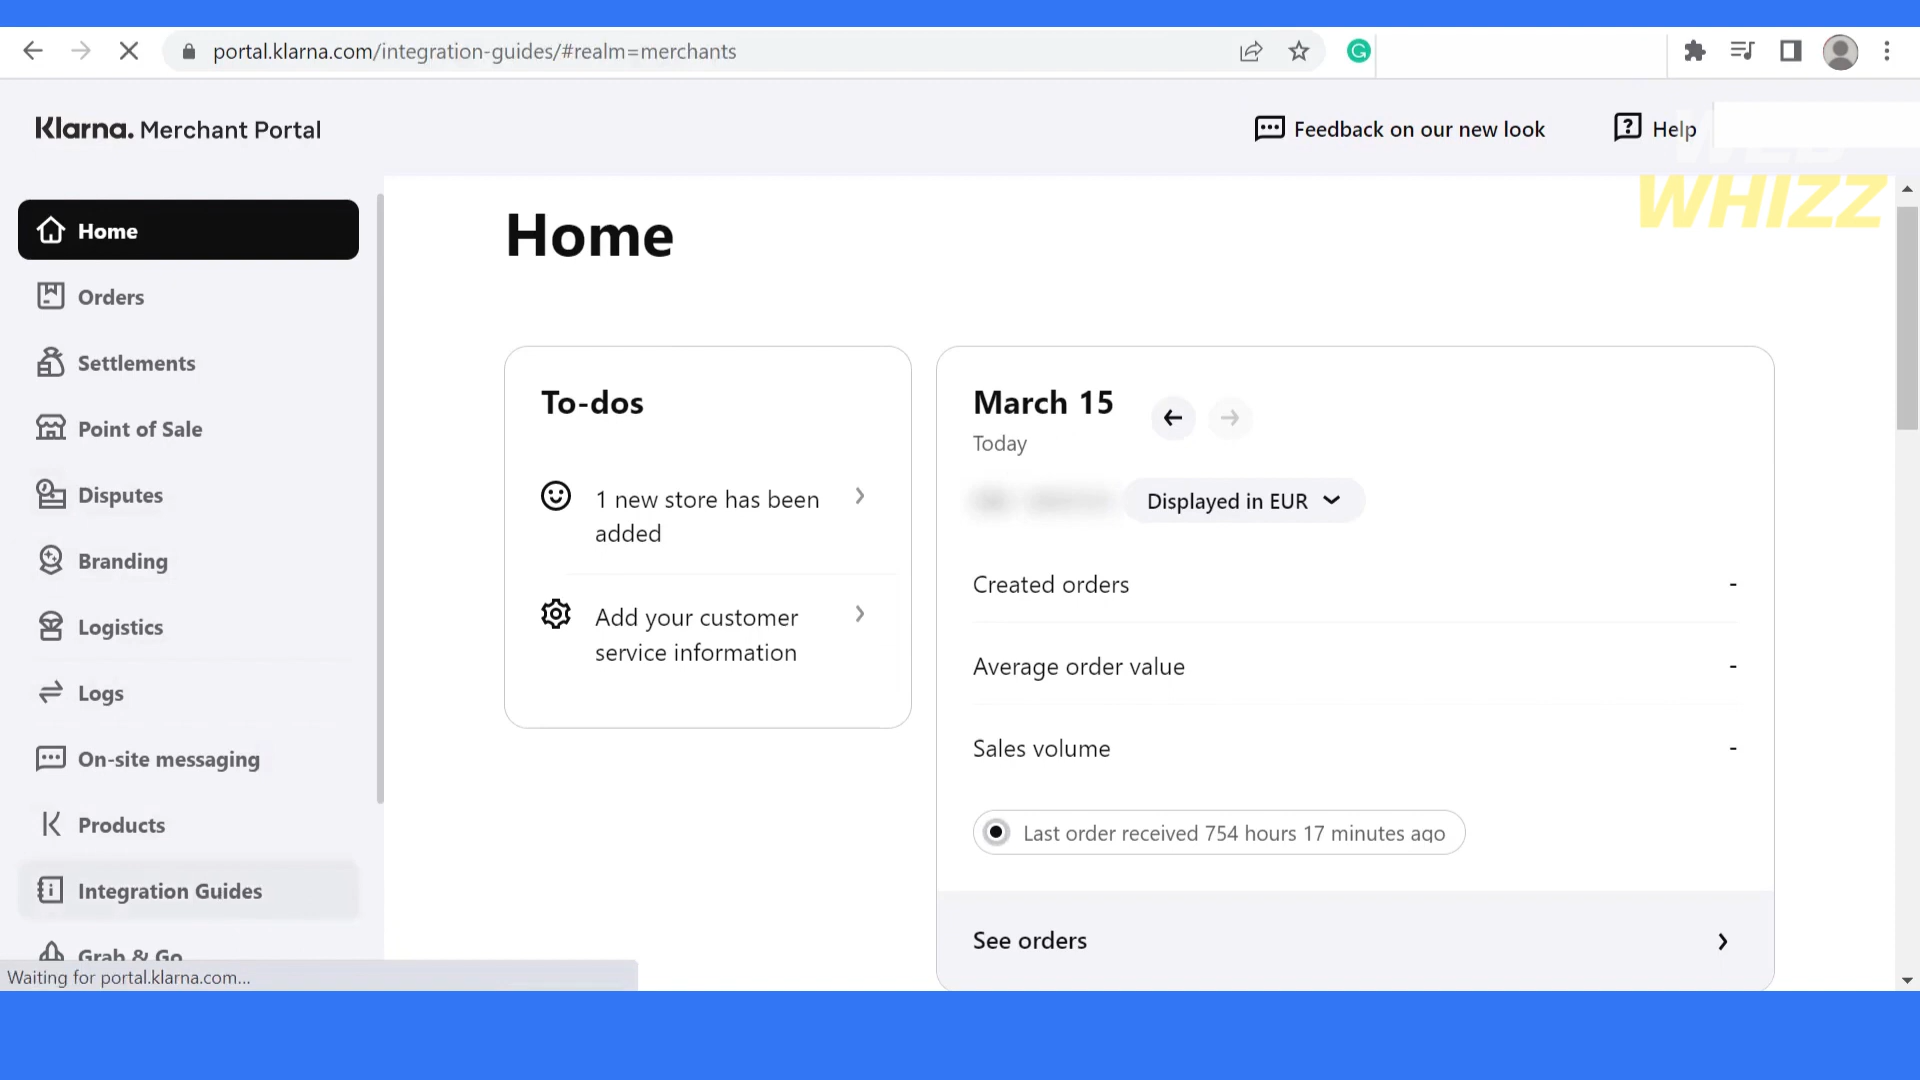 portal.klarna.com/integration-guides/#realm=merchants
Klarna. Merchant Portal
Feedback on our new look
Help
WHIZZ
Home
Orders
Settlements
Point of Sale
Disputes
Branding
Logistics
Logs
On-site messaging
Products
Integration Guides
Grab & Go
Waiting for portal.klarna.com...
Home
To-dos
1 new store has been
added
Add your customer
service information
March 15
Today
Displayed in EUR
Created orders -
Average order value -
Sales volume -
Last order received 754 hours 17 minutes ago
See orders